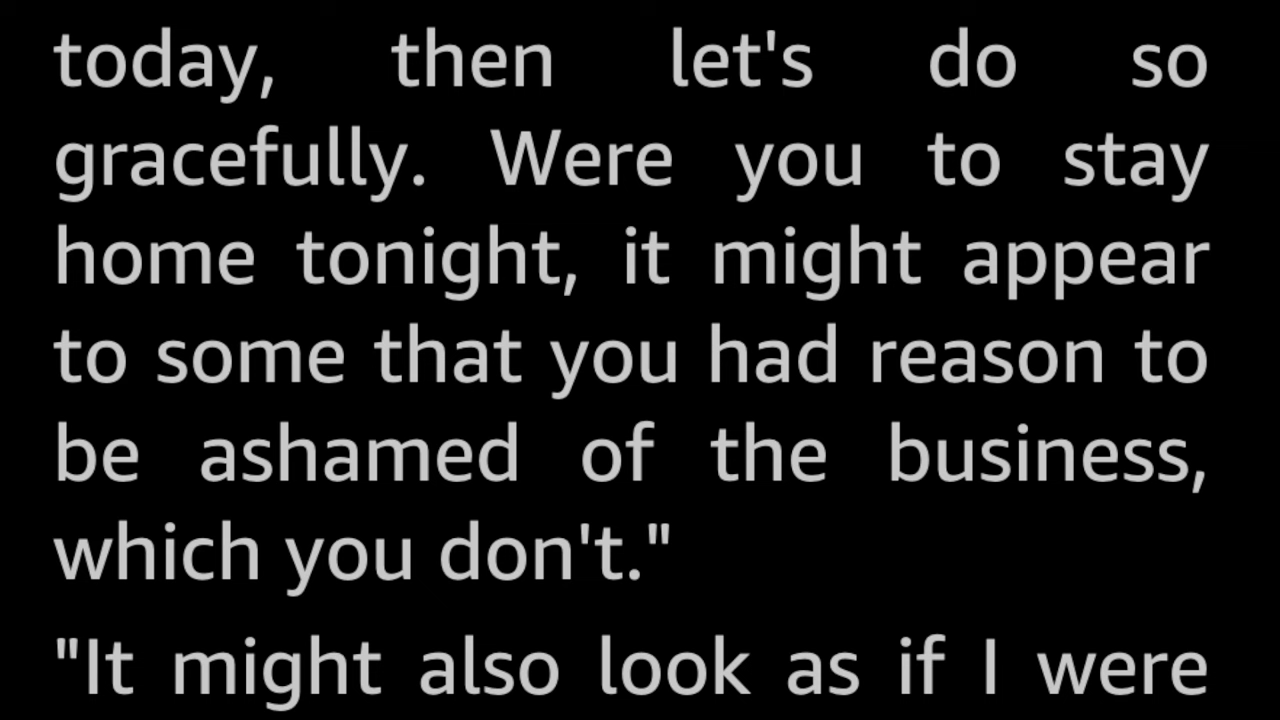 today, then let's do so
gracefully. Were you to stay
home tonight, it might appear
to some that you had reason to
be ashamed of the business,
which you don't."
"It might also look as if I were